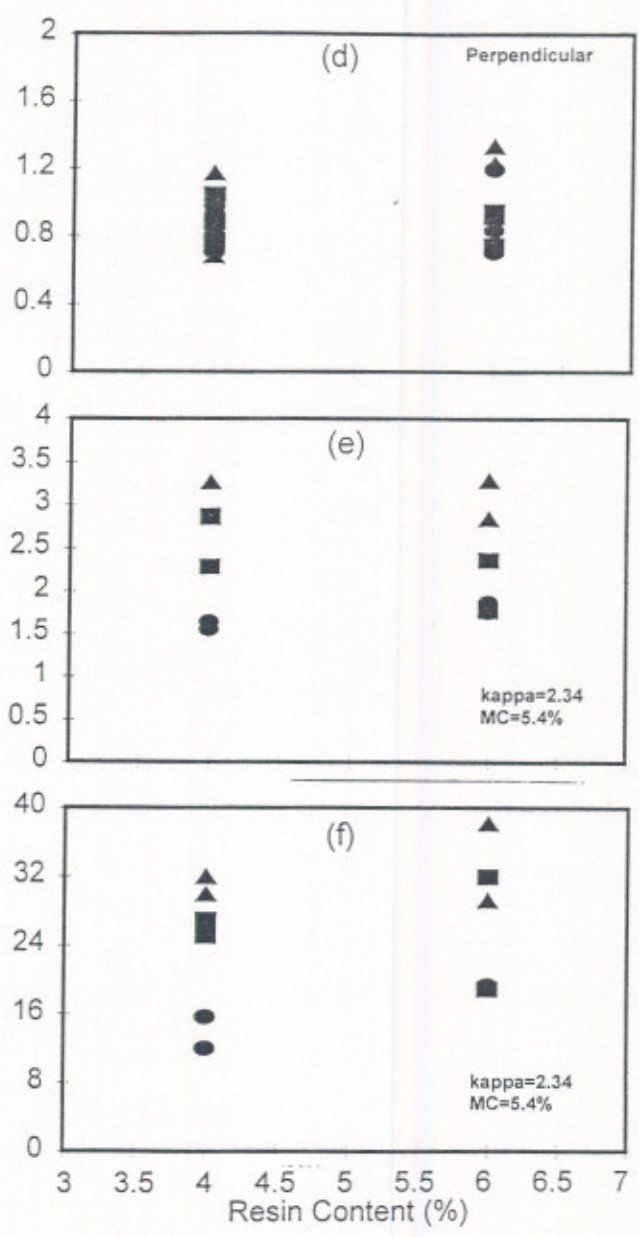 2
(d)
Perpendicular
1.6
1.2
0.8
0.4
0
4
(e)
3.5
3
2.5
2
1.5
1
kappa=2.34
0.5
MC=5.4%
0
40
(f)
32
24
16
8
kappa=2.34
MC=5.4%
0
3 3.5 4 4.5 5 5.5 6 6.5 7
Resin Content (%)